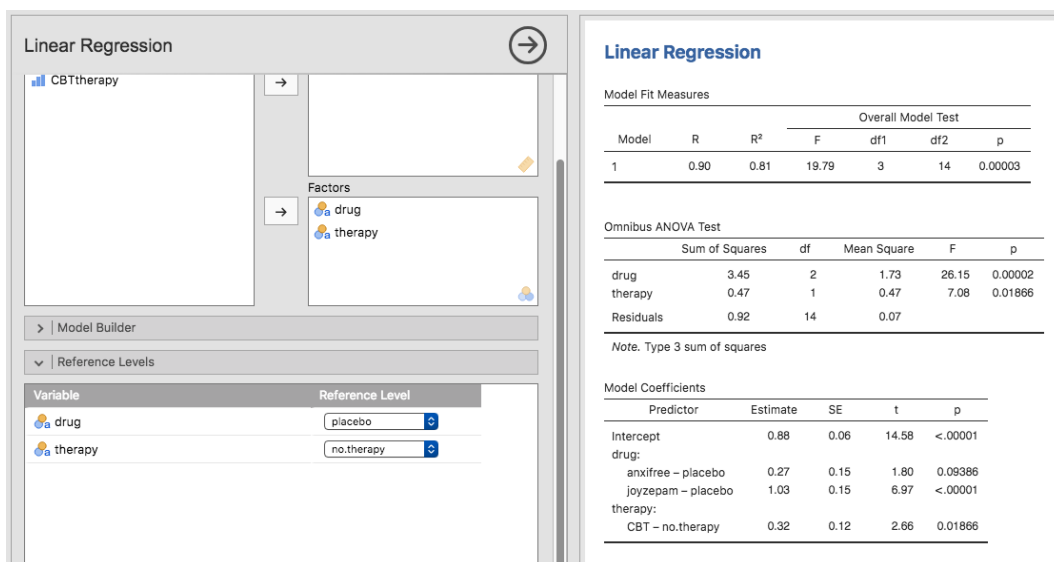 Linear Regression
CBTtherapy
Factors
drug
therapy
Model Builder
Reference Levels
Variable Reference Level
drug placebo
therapy no.therapy
Linear Regression
Model Fit Measures
Overall Model Test
Model R R² F df1 df2 p
1 0.90 0.81 19.79 3 14 0.00003
Omnibus ANOVA Test
Sum of Squares df Mean Square F p
drug 3.45 2 1.73 26.15 0.00002
therapy 0.47 1 0.47 7.08 0.01866
Residuals 0.92 14 0.07
Note. Type 3 sum of squares
Model Coefficients
Predictor Estimate SE t p
Intercept 0.88 0.06 14.58 <.00001
drug:
anxifree – placebo 0.27 0.15 1.80 0.09386
joyzepam – placebo 1.03 0.15 6.97 <.00001
therapy:
CBT – no.therapy 0.32 0.12 2.66 0.01866